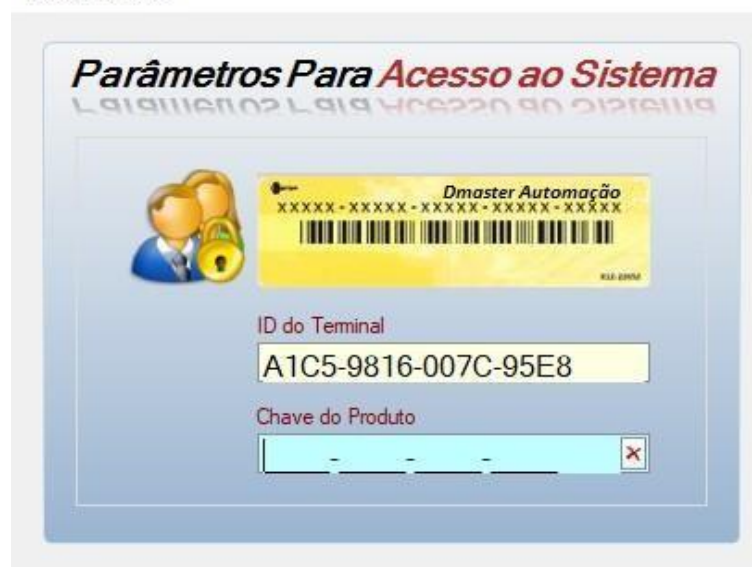 Parâmetros Para Acesso ao Sistema
Dmaster Automação
XXXXX-XXXXX-XXXXX-XXXXX-XXXXX
ID do Terminal
A1C5-9816-007C-95E8
Chave do Produto